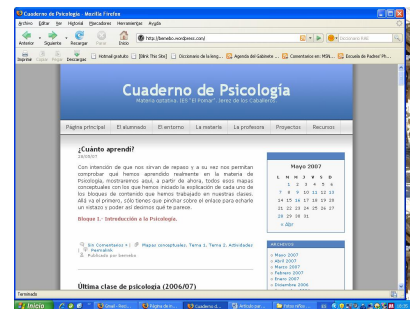 Cuaderno de Psicología - Mozilla Firefox
Archivo Editar Ver Historial Marcadores Herramientas Ayuda
Anterior Siguiente Recargar Parar Inicio http://benebo.wordpress.com/ Diccionario RAE
Imprimir Copiar Pegar Descargas Hotmail gratuito [Blink This Site] Diccionario de la leng... Agenda del Gabinete ... Comentarios en: MSN... Escuela de Padres' Ph...
Cuaderno de Psicología
Materia optativa. IES "El Pomar", Jerez de los Caballeros
Página principal El alumnado El entorno La materia La profesora Proyectos Recursos
¿Cuánto aprendí?
Con intención de que nos sirvan de repaso y a su vez nos permitan
comprobar qué hemos aprendido realmente en la materia de
Psicología, mostraremos aquí, a partir de ahora, todos esos mapas
conceptuales con los que hemos iniciado la explicación de cada uno de
los bloques de contenido que hemos trabajado en nuestras clases.
Allá va el primero, sólo tienes que pinchar sobre el enlace para echarle
un vistazo y poder así decirnos qué te parece.
Bloque 1.- Introducción a la Psicología.
Sin Comentarios » | Mapas conceptuales, Tema 1, Tema 2, Actividades
| Permalink
Publicado por benebo
Última clase de psicología (2006/07)
Mayo 2007
L M M J V S D
1 2 3 4 5 6
7 8 9 10 11 12 13
14 15 16 17 18 19 20
21 22 23 24 25 26 27
28 29 30 31
« Abr
ARCHIVOS
Mayo 2007
Abril 2007
Marzo 2007
Febrero 2007
Enero 2007
Diciembre 2006
Terminado
Inicio